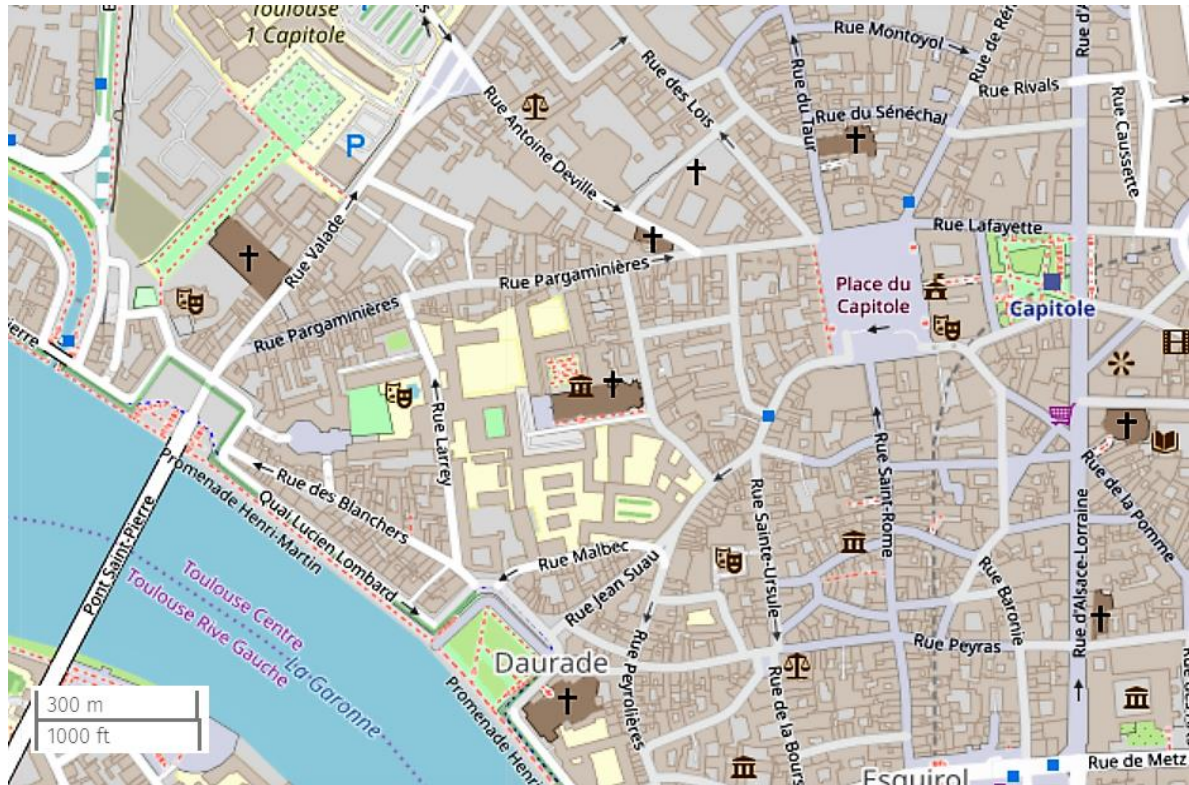 Toulouse
1 Capitole
Rue Montoyol
Rue de Ré
Rue d'A
Rue des Lois
Rue du Taur
Rue Rivals
Rue Caussette
Rue Antoine Deville
Rue du Sénéchal
P
Rue Valade
Rue Lafayette
Rue Pargaminières
Place du
Capitole
Capitole
Rue Pargaminières
ierre
Rue Larrey
Rue Saint-Rome
Rue de la Pomme
Rue des Blanchers
Promenade Henri-Martin
Quai Lucien Lombard
Pont Saint-Pierre
Rue Sainte-Ursule
Rue d'Alsace-Lorraine
Rue Malbec
Rue Jean Suau
Rue Baronie
Toulouse Centre
Toulouse Rive Gauche
La Garonne
Rue Peyras
Daurade
Rue Peyrolières
Rue de la Bours
Promenade Henri
300 m
1000 ft
Esquirol
Rue de Metz